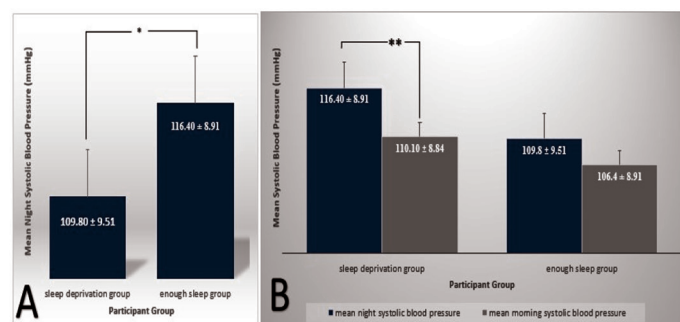 Mean Night Systolic Blood Pressure (mmHg)
*
109.80 ± 9.51
116.40 ± 8.91
sleep deprivation group
enough sleep group
Participant Group
A
Mean Systolic Blood Pressure (mmHg)
**
116.40 ± 8.91
110.10 ± 8.84
109.8 ± 9.51
106.4 ± 8.91
sleep deprivation group
enough sleep group
Participant Group
B
mean night systolic blood pressure
mean morning systolic blood pressure